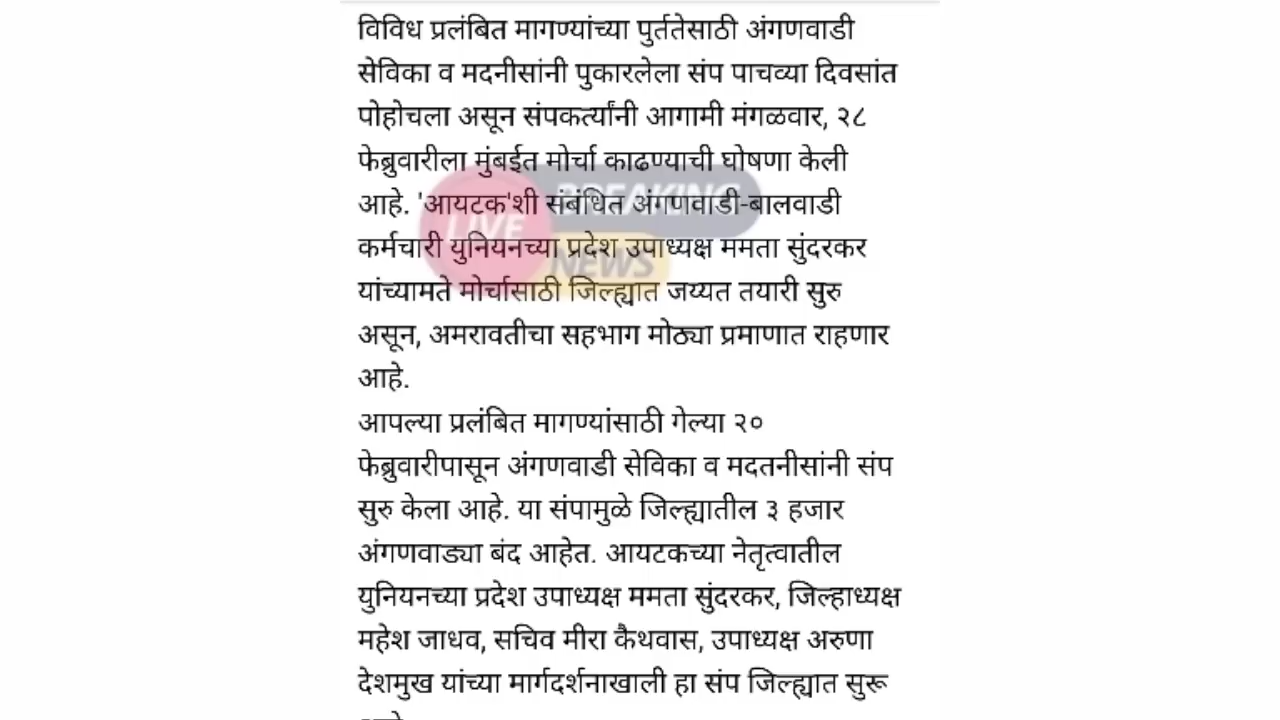 विविध प्रलंबित मागण्यांच्या पुर्ततेसाठी अंगणवाडी
सेविका व मदनीसांनी पुकारलेला संप पाचव्या दिवसांत
पोहोचला असून संपकर्त्यांनी आगामी मंगळवार, २८
फेब्रुवारीला मुंबईत मोर्चा काढण्याची घोषणा केली
आहे. 'आयटक'शी संबंधित अंगणवाडी-बालवाडी
कर्मचारी युनियनच्या प्रदेश उपाध्यक्ष ममता सुंदरकर
यांच्यामते मोर्चासाठी जिल्ह्यात जय्यत तयारी सुरु
असून, अमरावतीचा सहभाग मोठ्या प्रमाणात राहणार
आहे.
आपल्या प्रलंबित मागण्यांसाठी गेल्या २०
फेब्रुवारीपासून अंगणवाडी सेविका व मदतनीसांनी संप
सुरु केला आहे. या संपामुळे जिल्ह्यातील ३ हजार
अंगणवाड्या बंद आहेत. आयटकच्या नेतृत्वातील
युनियनच्या प्रदेश उपाध्यक्ष ममता सुंदरकर, जिल्हाध्यक्ष
महेश जाधव, सचिव मीरा कैथवास, उपाध्यक्ष अरुणा
देशमुख यांच्या मार्गदर्शनाखाली हा संप जिल्ह्यात सुरू
LIVE
BREAKING
NEWS